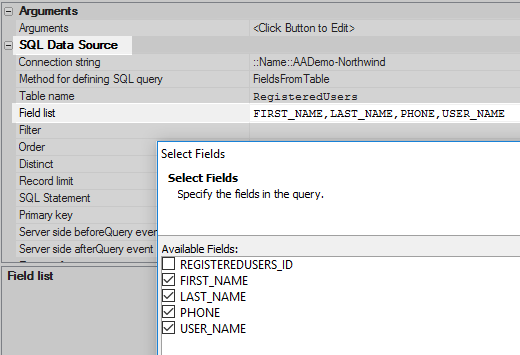 Arguments
Arguments <Click Button to Edit>
SQL Data Source
Connection string ::Name::AADemo-Northwind
Method for defining SQL query FieldsFromTable
Table name RegisteredUsers
Field list FIRST_NAME,LAST_NAME,PHONE,USER_NAME
Filter
Order
Distinct
Record limit
SQL Statement
Primary key
Server side beforeQuery even
Server side afterQuery event
Field list
Select Fields
Select Fields
Specify the fields in the query.
Available Fields:
REGISTEREDUSERS_ID
FIRST_NAME
LAST_NAME
PHONE
USER_NAME